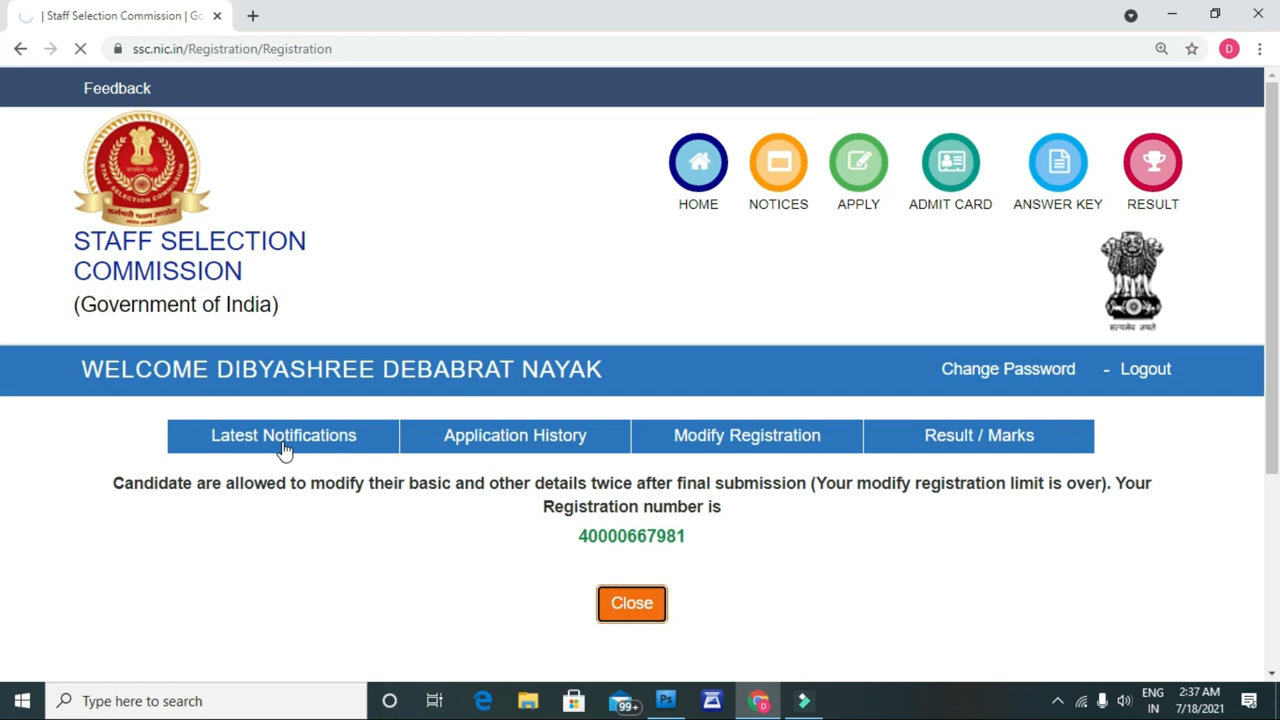 | Staff Selection Commission | Go
ssc.nic.in/Registration/Registration
D
Feedback
STAFF SELECTION
COMMISSION
(Government of India)
HOME
NOTICES
APPLY
ADMIT CARD
ANSWER KEY
RESULT
सत्यमेव जयते
WELCOME DIBYASHREE DEBABRAT NAYAK
Change Password - Logout
Latest Notifications
Application History
Modify Registration
Result / Marks
Candidate are allowed to modify their basic and other details twice after final submission (Your modify registration limit is over). Your
Registration number is
40000667981
Close
Type here to search
99+
Ps
D
ENG
IN
2:37 AM
7/18/2021